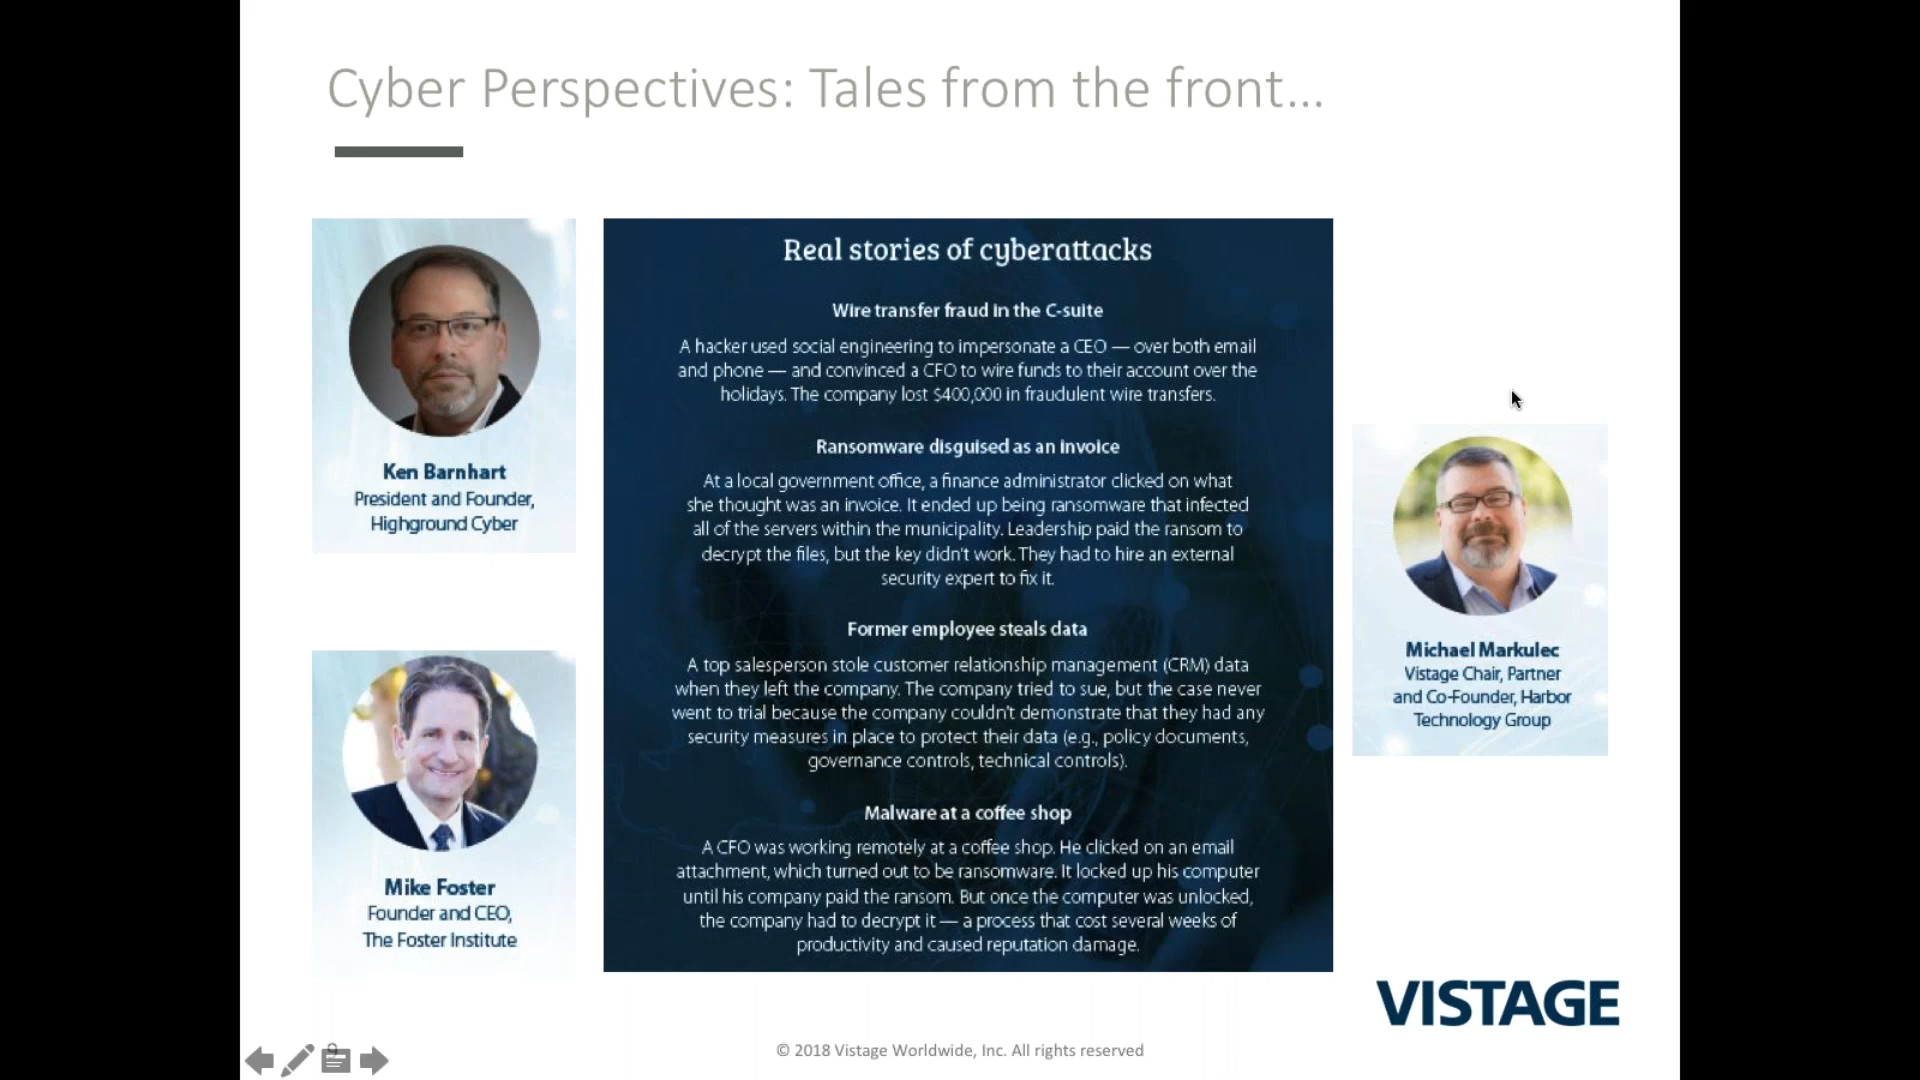 Cyber Perspectives: Tales from the front...
Ken Barnhart
President and Founder,
Highground Cyber
Mike Foster
Founder and CEO,
The Foster Institute
Real stories of cyberattacks
Wire transfer fraud in the C-suite
A hacker used social engineering to impersonate a CEO — over both email
and phone — and convinced a CFO to wire funds to their account over the
holidays. The company lost $400,000 in fraudulent wire transfers.
Ransomware disguised as an invoice
At a local government office, a finance administrator clicked on what
she thought was an invoice. It ended up being ransomware that infected
all of the servers within the municipality. Leadership paid the ransom to
decrypt the files, but the key didn't work. They had to hire an external
security expert to fix it.
Former employee steals data
A top salesperson stole customer relationship management (CRM) data
when they left the company. The company tried to sue, but the case never
went to trial because the company couldn't demonstrate that they had any
security measures in place to protect their data (e.g., policy documents,
governance controls, technical controls).
Malware at a coffee shop
A CFO was working remotely at a coffee shop. He clicked on an email
attachment, which turned out to be ransomware. It locked up his computer
until his company paid the ransom. But once the computer was unlocked,
the company had to decrypt it — a process that cost several weeks of
productivity and caused reputation damage.
Michael Markulec
Vistage Chair, Partner
and Co-Founder, Harbor
Technology Group
VISTAGE
9
© 2018 Vistage Worldwide, Inc. All rights reserved